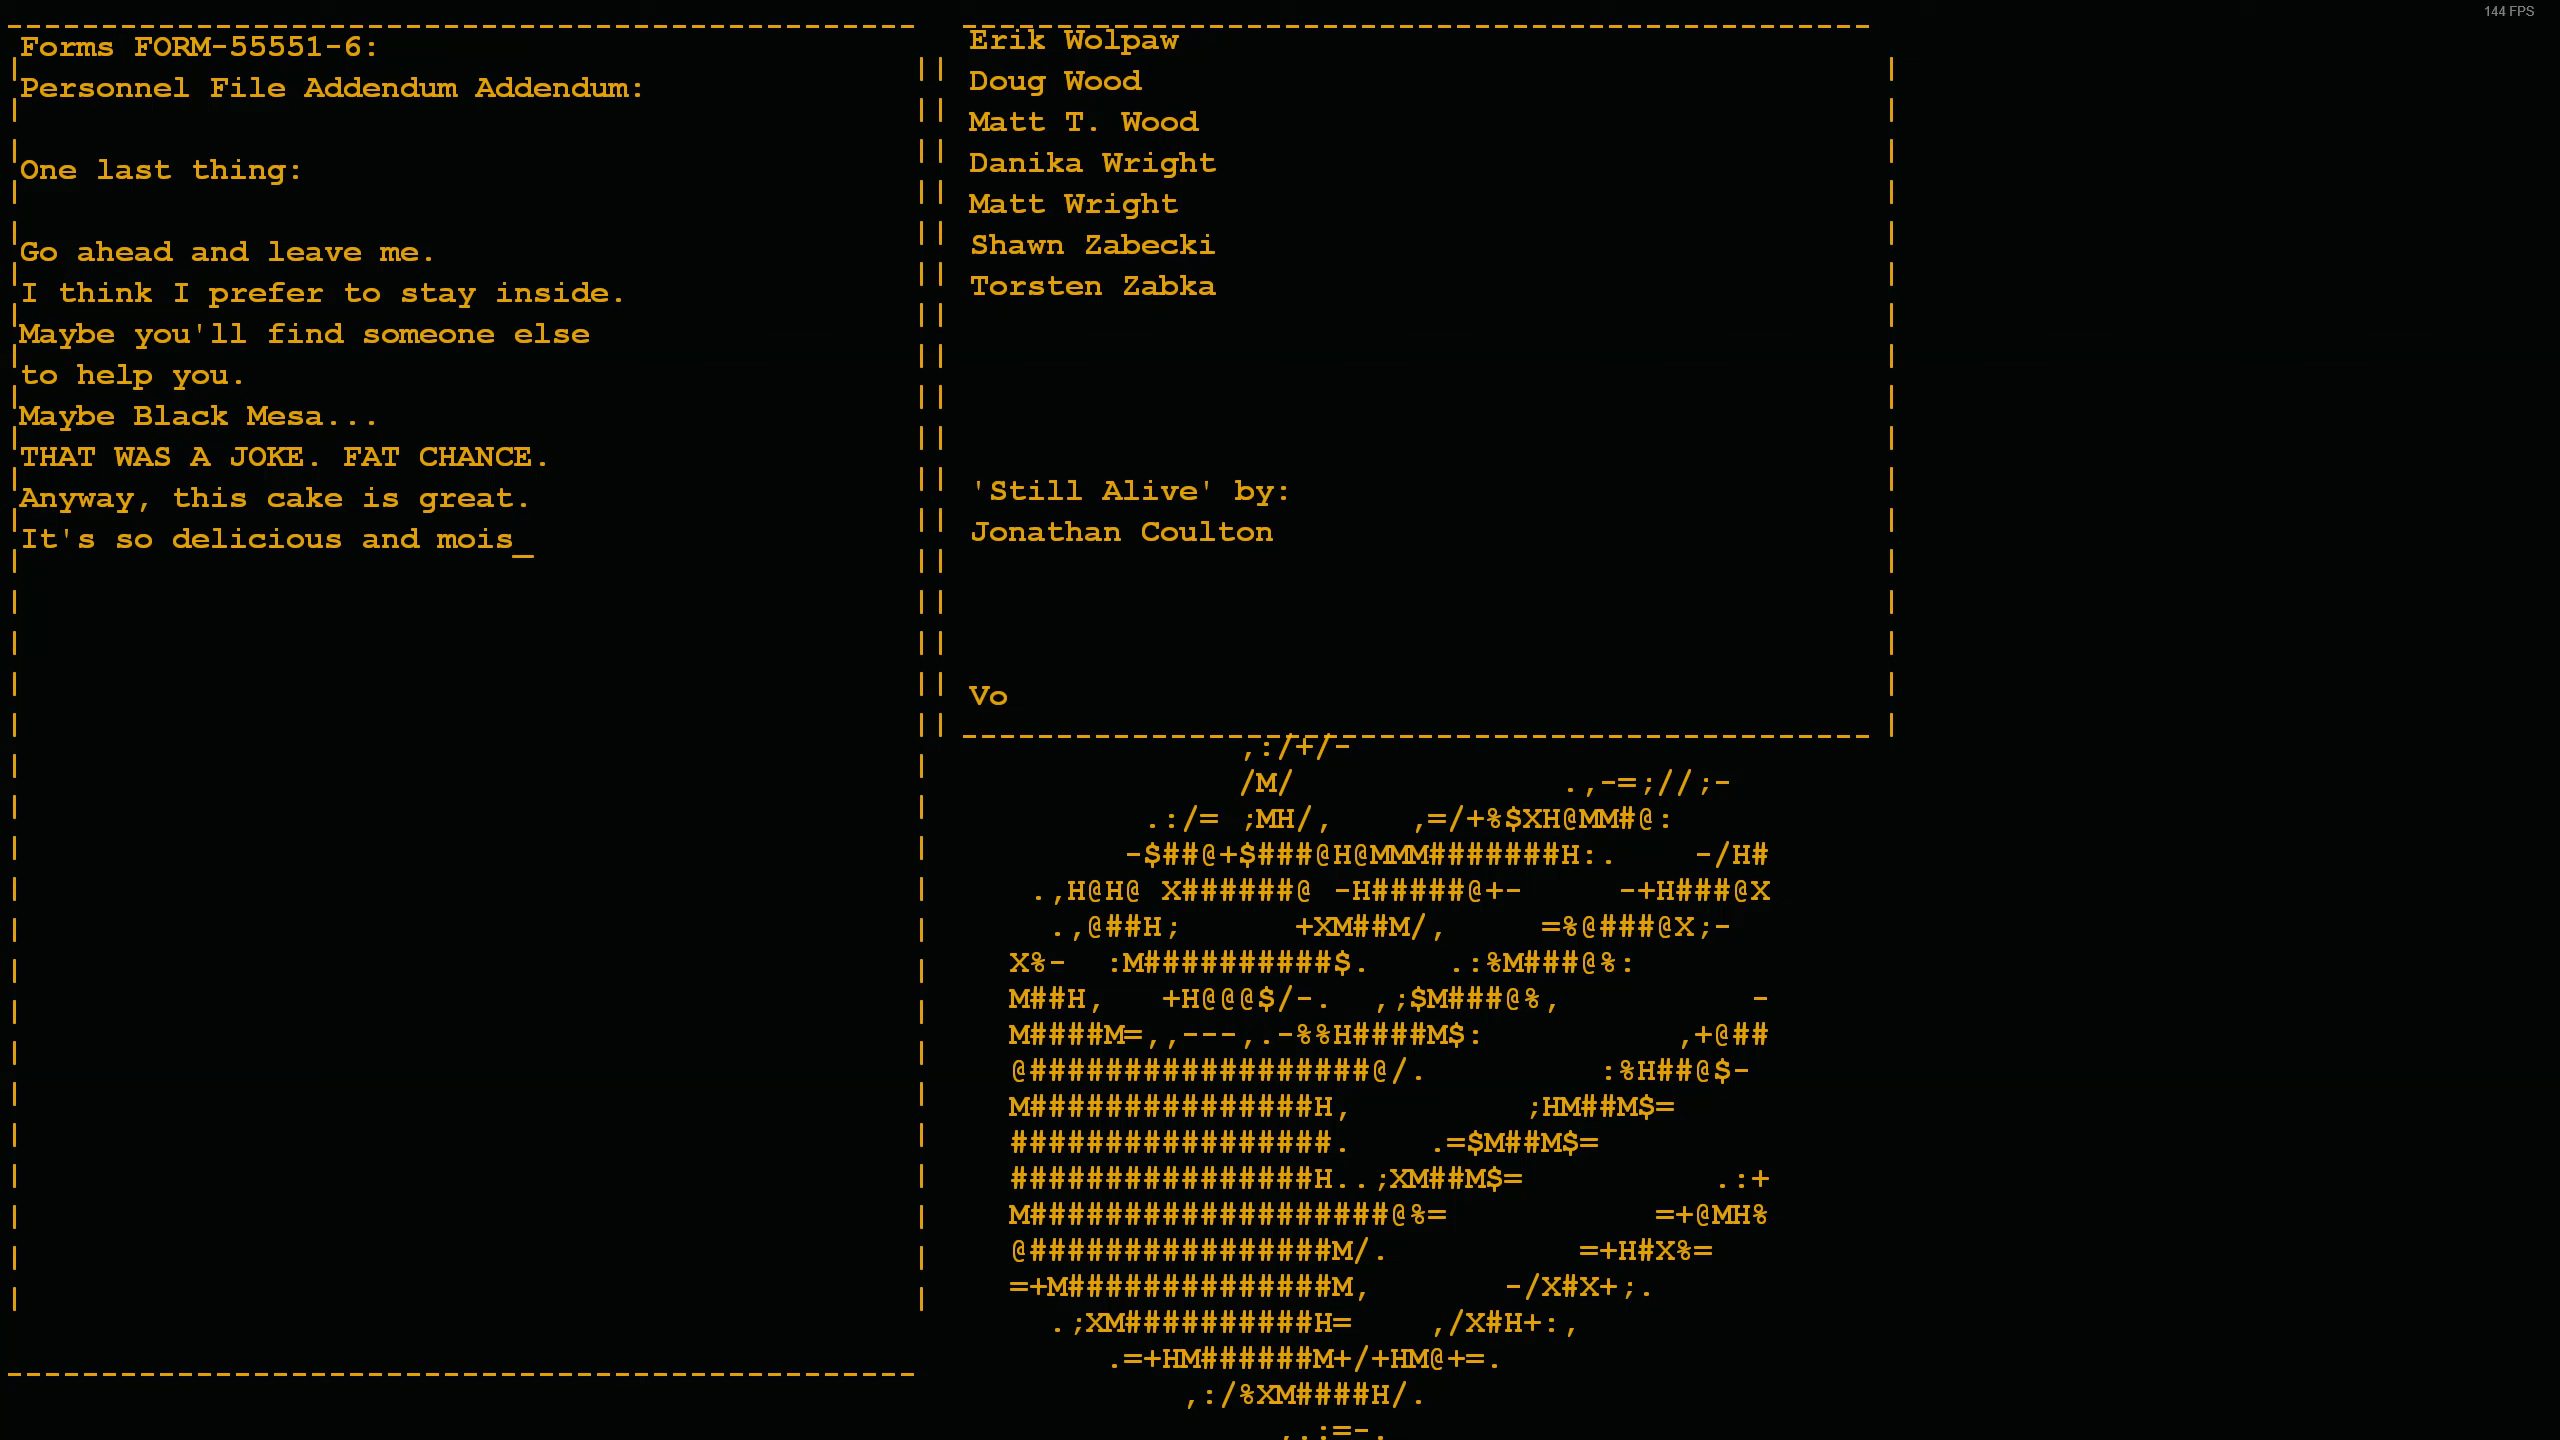 144 FPS
Forms FORM-55551-6:
Personnel File Addendum Addendum:
One last thing:
Go ahead and leave me.
I think I prefer to stay inside.
Maybe you'll find someone else
to help you.
Maybe Black Mesa...
THAT WAS A JOKE. FAT CHANCE.
Anyway, this cake is great.
It's so delicious and mois_
Erik Wolpaw
Doug Wood
Matt T. Wood
Danika Wright
Matt Wright
Shawn Zabecki
Torsten Zabka
'Still Alive' by:
Jonathan Coulton
Vo